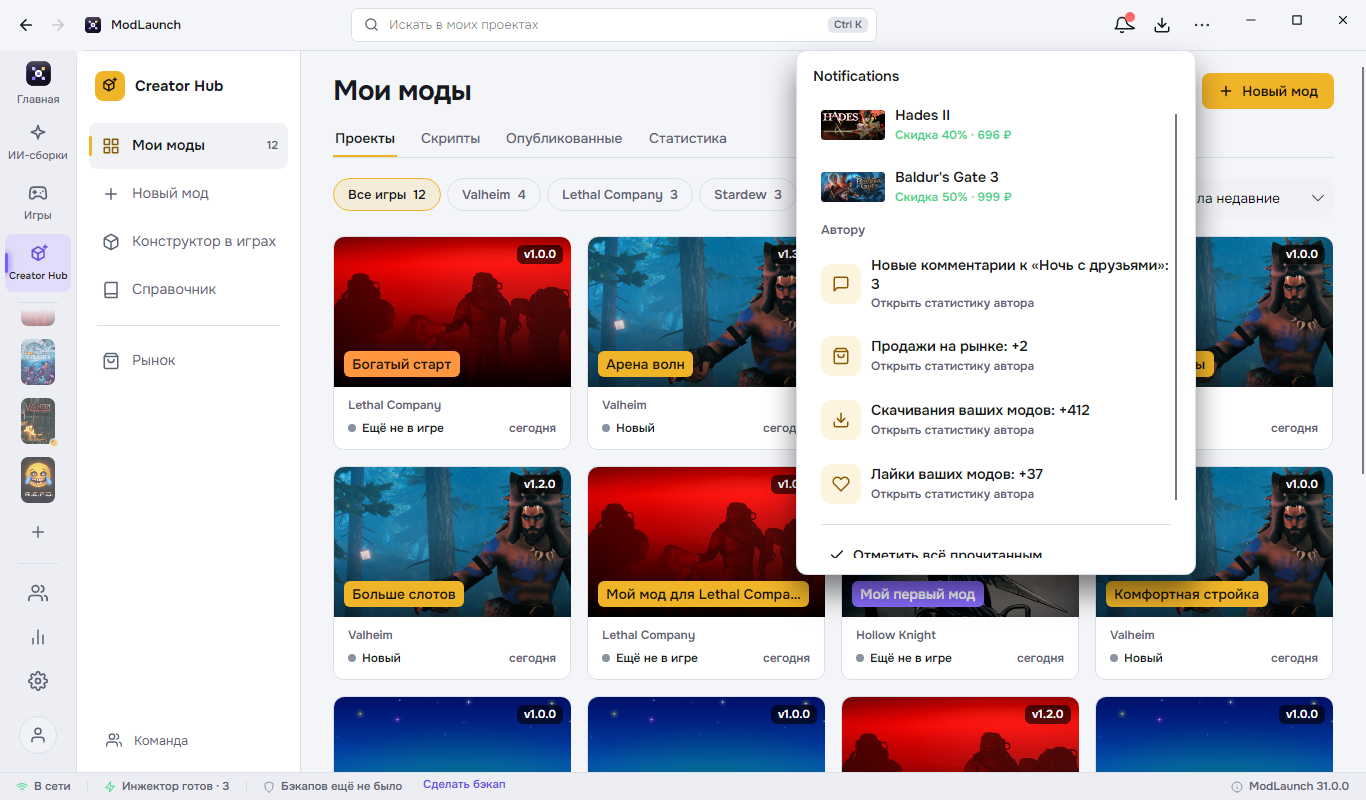 ModLaunch
Искать в моих проектах
Ctrl K
Главная
ИИ-сборки
Игры
Creator Hub
Creator Hub
Мои моды 12
Новый мод
Конструктор в играх
Справочник
Рынок
Команда
Мои моды
Новый мод
Проекты Скрипты Опубликованные Статистика
Все игры 12 Valheim 4 Lethal Company 3 Stardew 3
ла недавние
Notifications
HADES
Hades II
Скидка 40% · 696 ₽
Baldur's Gate 3
Скидка 50% · 999 ₽
Автору
Новые комментарии к «Ночь с друзьями»:
3
Открыть статистику автора
Продажи на рынке: +2
Открыть статистику автора
Скачивания ваших модов: +412
Открыть статистику автора
Лайки ваших модов: +37
Открыть статистику автора
Отметить всё прочитанным
v1.0.0
Богатый старт
Lethal Company
Ещё не в игре сегодня
v1.3
Арена волн
Valheim
Новый сегод
v1.0.0
ы
сегодня
v1.2.0
Больше слотов
Valheim
Новый сегодня
v1.0
Мой мод для Lethal Compa...
Lethal Company
Ещё не в игре сегодня
Мой первый мод
Hollow Knight
Ещё не в игре сегодня
v1.0.0
Комфортная стройка
Valheim
Новый сегодня
v1.0.0
v1.0.0
v1.2.0
v1.0.0
VALHEIM
R.E.P.O.
В сети
Инжектор готов · 3
Бэкапов ещё не было
Сделать бэкап
ModLaunch 31.0.0